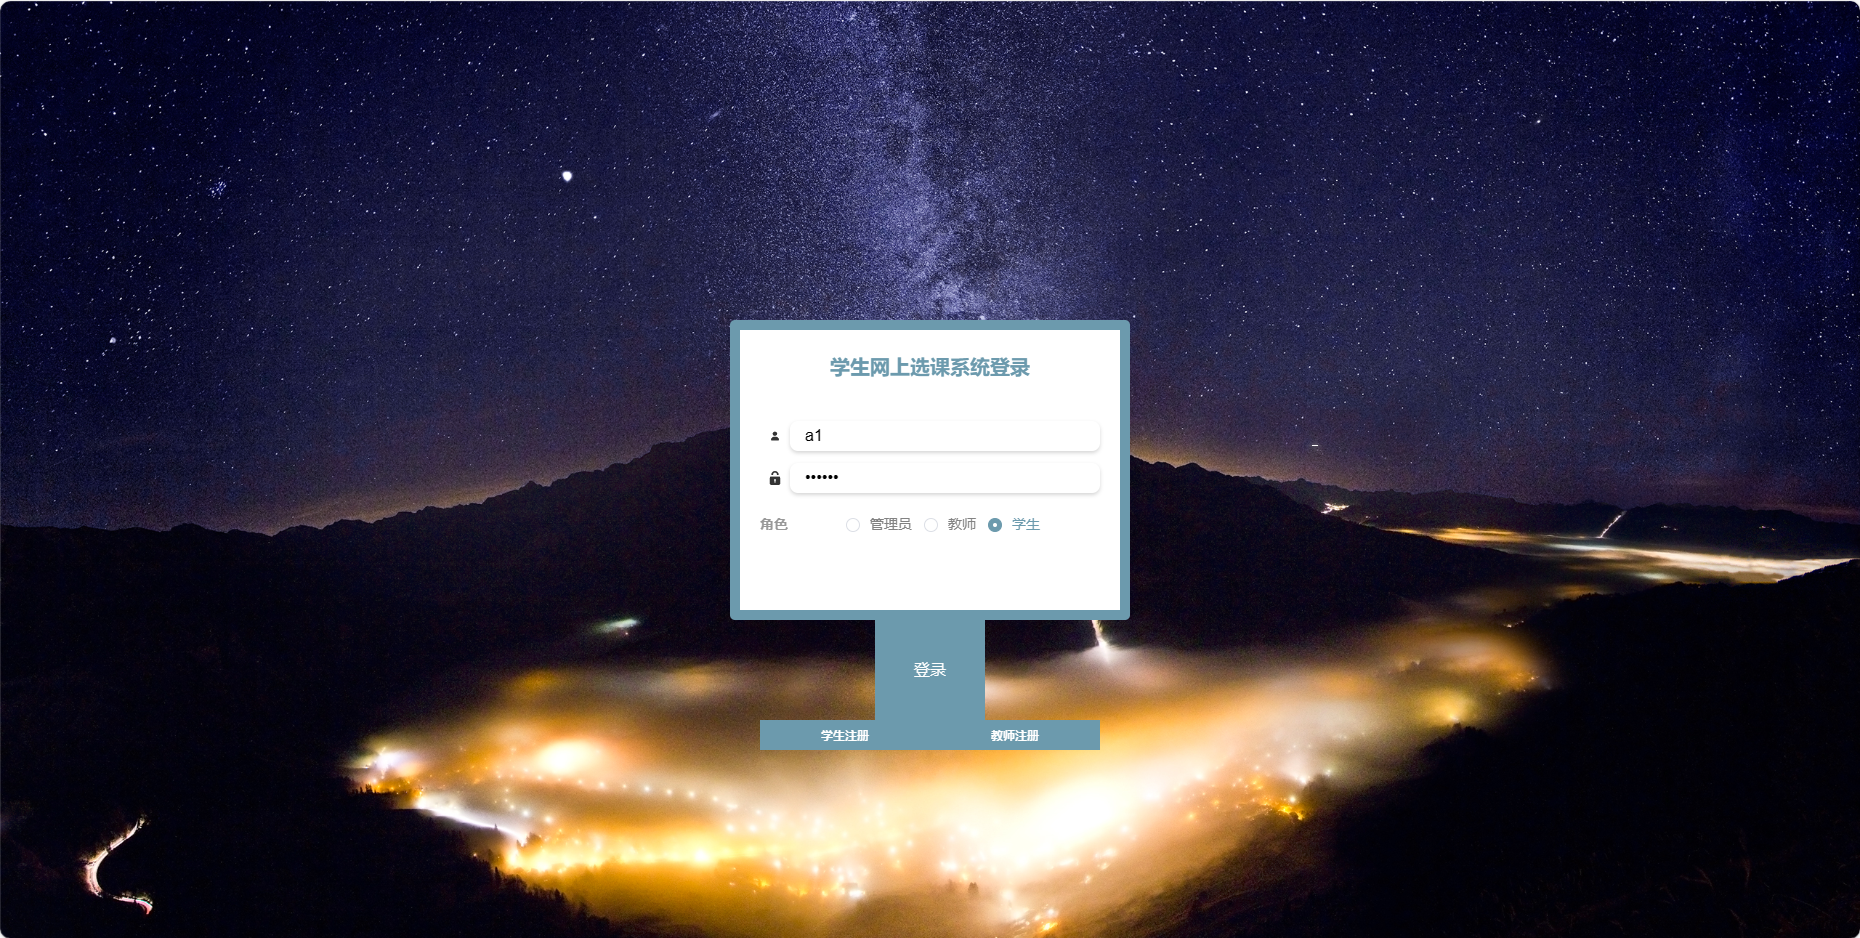 学生网上选课系统登录
a1
••••••
角色 管理员 教师 学生
登录
学生注册 教师注册